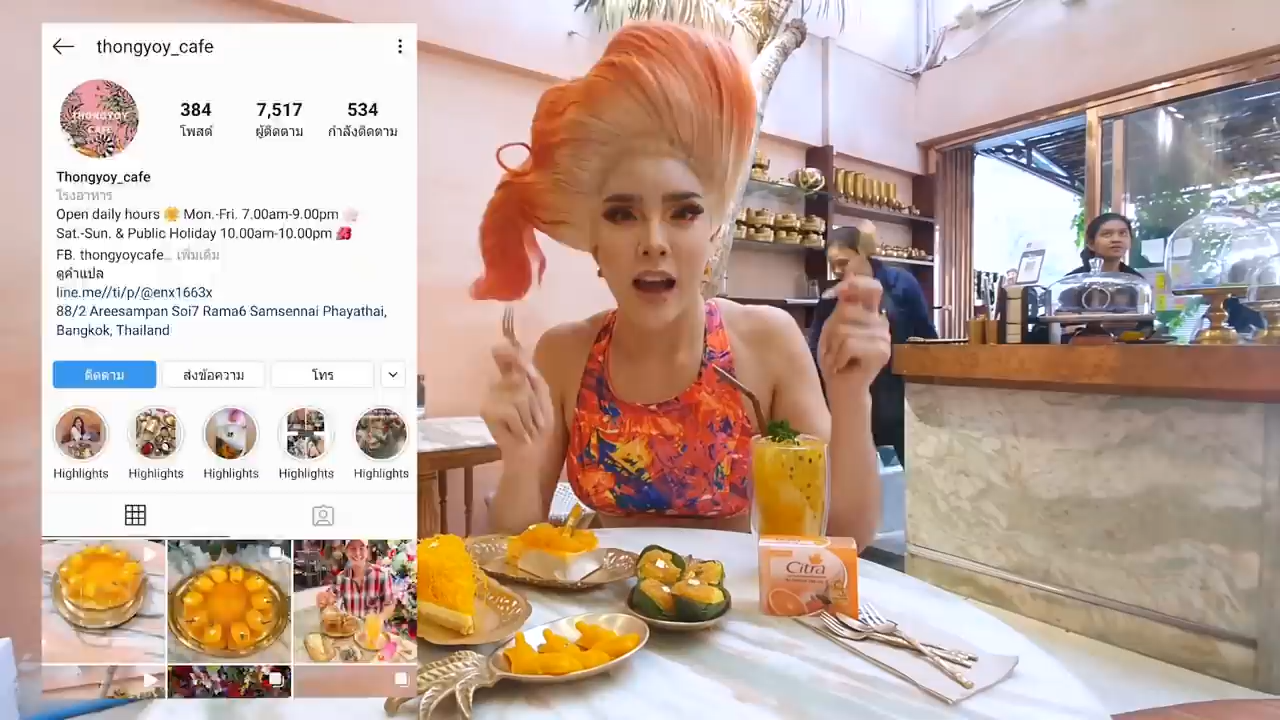 thongyoy_cafe
THONGYOY
CAFE
384
7,517
534
โพสต์
ผู้ติดตาม
กำลังติดตาม
Thongyoy_cafe
โรงอาหาร
Open daily hours 🌼 Mon.-Fri. 7.00am-9.00pm 🌸
Sat.-Sun. & Public Holiday 10.00am-10.00pm 🌺
FB. thongyoycafe... เพิ่มเติม
ดูคำแปล
line.me//ti/p/@enx1663x
88/2 Areesampan Soi7 Rama6 Samsennai Phayathai,
Bangkok, Thailand
ติดตาม
ส่งข้อความ
โทร
Highlights
Highlights
Highlights
Highlights
Highlights
Citra